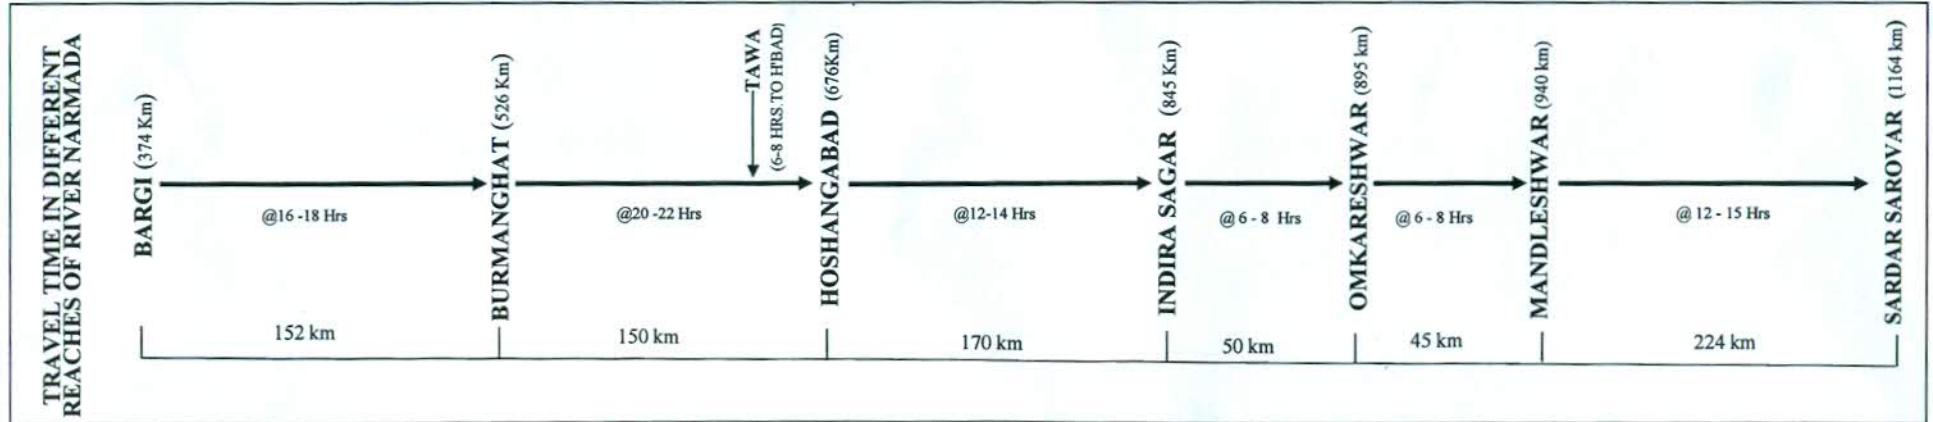 TRAVEL TIME IN DIFFERENT
REACHES OF RIVER NARMADA
BARGI (374 Km)
@16 -18 Hrs
152 km
BURMANGHAT (526 Km)
@20 -22 Hrs
150 km
TAWA
(6-8 HRS.TO H'BAD)
HOSHANGABAD (676Km)
@12-14 Hrs
170 km
INDIRA SAGAR (845 Km)
@ 6 - 8 Hrs
50 km
OMKARESHWAR (895 km)
@ 6 - 8 Hrs
45 km
MANDLESHWAR (940 km)
@ 12 - 15 Hrs
224 km
SARDAR SAROVAR (1164 km)